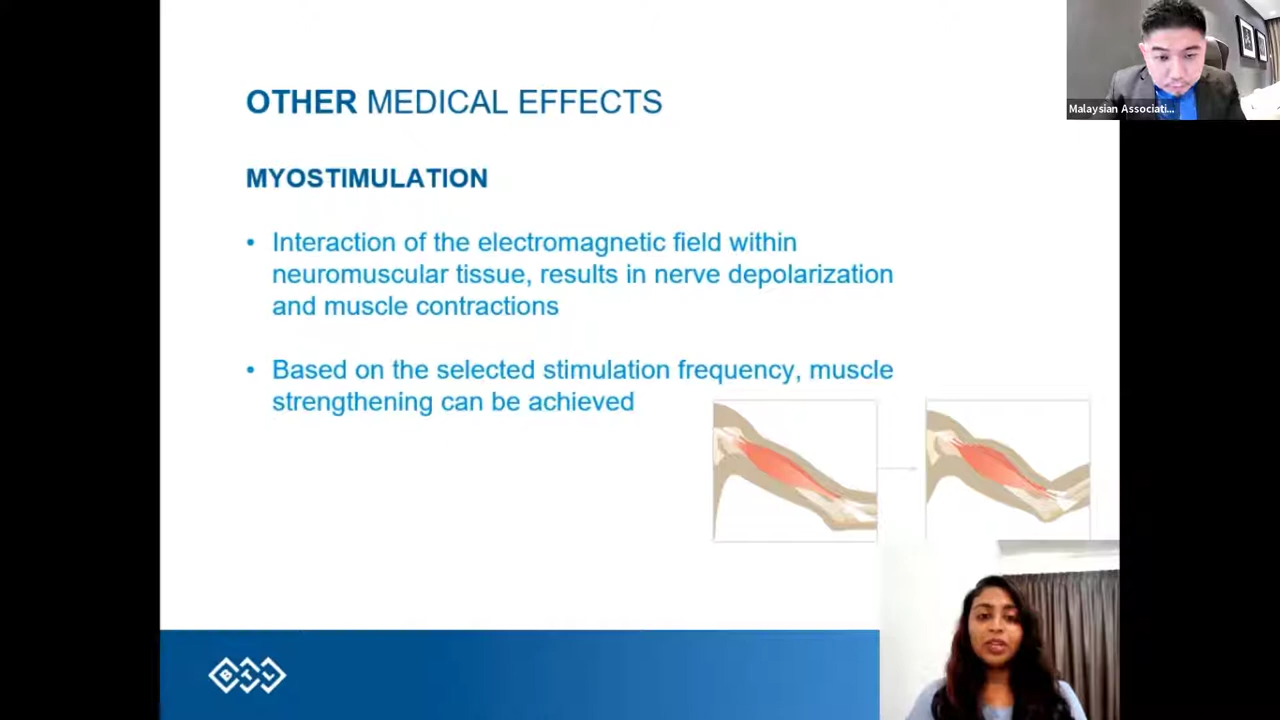 Malaysian Associati...
OTHER MEDICAL EFFECTS
MYOSTIMULATION
• Interaction of the electromagnetic field within
neuromuscular tissue, results in nerve depolarization
and muscle contractions
• Based on the selected stimulation frequency, muscle
strengthening can be achieved
BTL